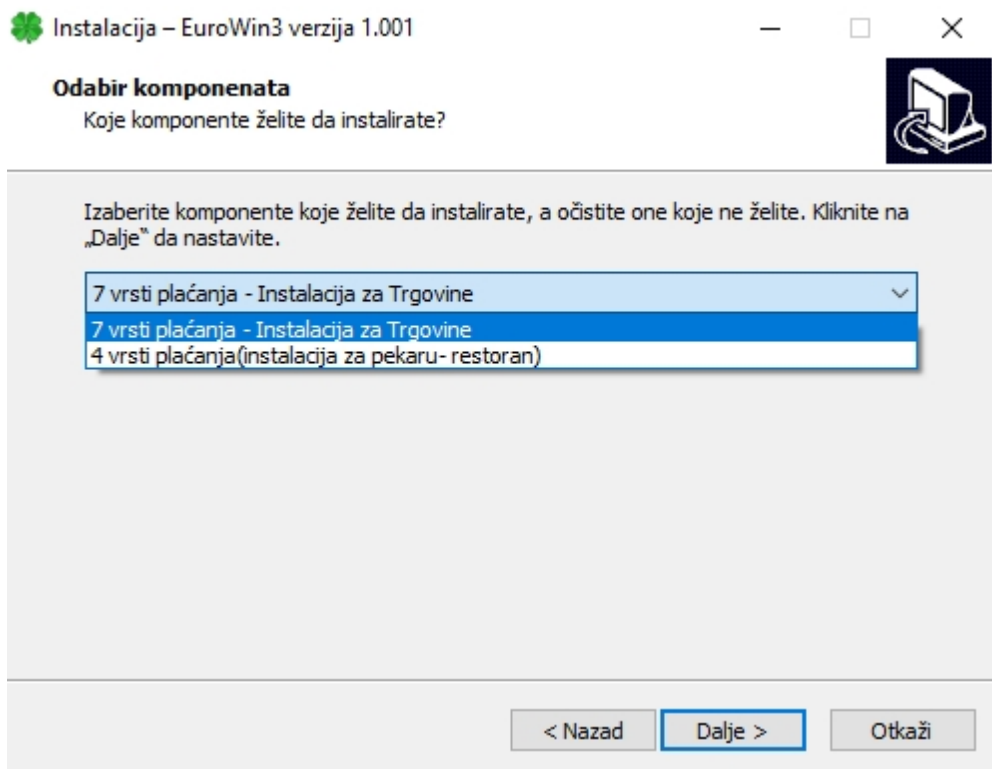 Instalacija – EuroWin3 verzija 1.001
Odabir komponenata
Koje komponente želite da instalirate?
Izaberite komponente koje želite da instalirate, a očistite one koje ne želite. Kliknite na
„Dalje“ da nastavite.
7 vrsti plaćanja - Instalacija za Trgovine
7 vrsti plaćanja - Instalacija za Trgovine
4 vrsti plaćanja(instalacija za pekaru- restoran)
< Nazad
Dalje >
Otkaži